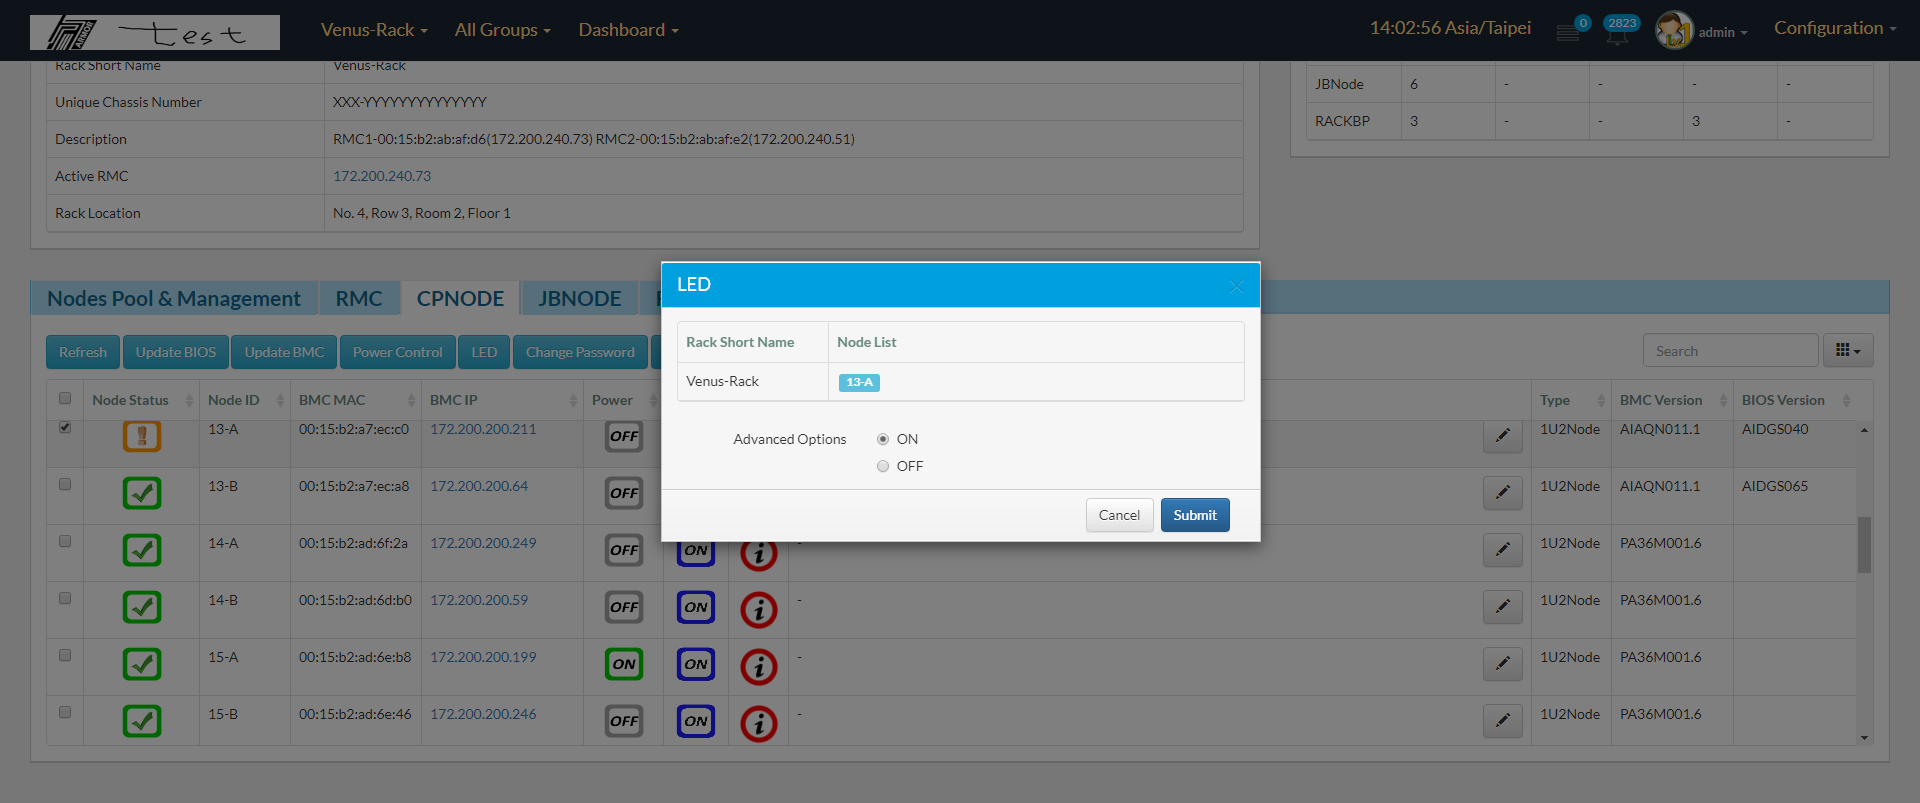 ARMOR test Venus-Rack All Groups Dashboard 14:02:56 Asia/Taipei 0 2823 admin Configuration
Rack Short Name Venus-Rack
Unique Chassis Number XXX-YYYYYYYYYYYYYY
Description RMC1-00:15:b2:ab:af:d6(172.200.240.73) RMC2-00:15:b2:ab:af:e2(172.200.240.51)
Active RMC 172.200.240.73
Rack Location No. 4, Row 3, Room 2, Floor 1
JBNode 6 - - - -
RACKBP 3 - - 3 -
Nodes Pool & Management RMC CPNODE JBNODE
Refresh Update BIOS Update BMC Power Control LED Change Password
Search
Node Status Node ID BMC MAC BMC IP Power Type BMC Version BIOS Version
13-A 00:15:b2:a7:ec:c0 172.200.200.211 OFF 1U2Node AIAQN011.1 AIDGS040
13-B 00:15:b2:a7:ec:a8 172.200.200.64 OFF 1U2Node AIAQN011.1 AIDGS065
14-A 00:15:b2:ad:6f:2a 172.200.200.249 OFF ON i - 1U2Node PA36M001.6
14-B 00:15:b2:ad:6d:b0 172.200.200.59 OFF ON i - 1U2Node PA36M001.6
15-A 00:15:b2:ad:6e:b8 172.200.200.199 ON ON i - 1U2Node PA36M001.6
15-B 00:15:b2:ad:6e:46 172.200.200.246 OFF ON i - 1U2Node PA36M001.6
LED
Rack Short Name Node List
Venus-Rack 13-A
Advanced Options ON
OFF
Cancel Submit